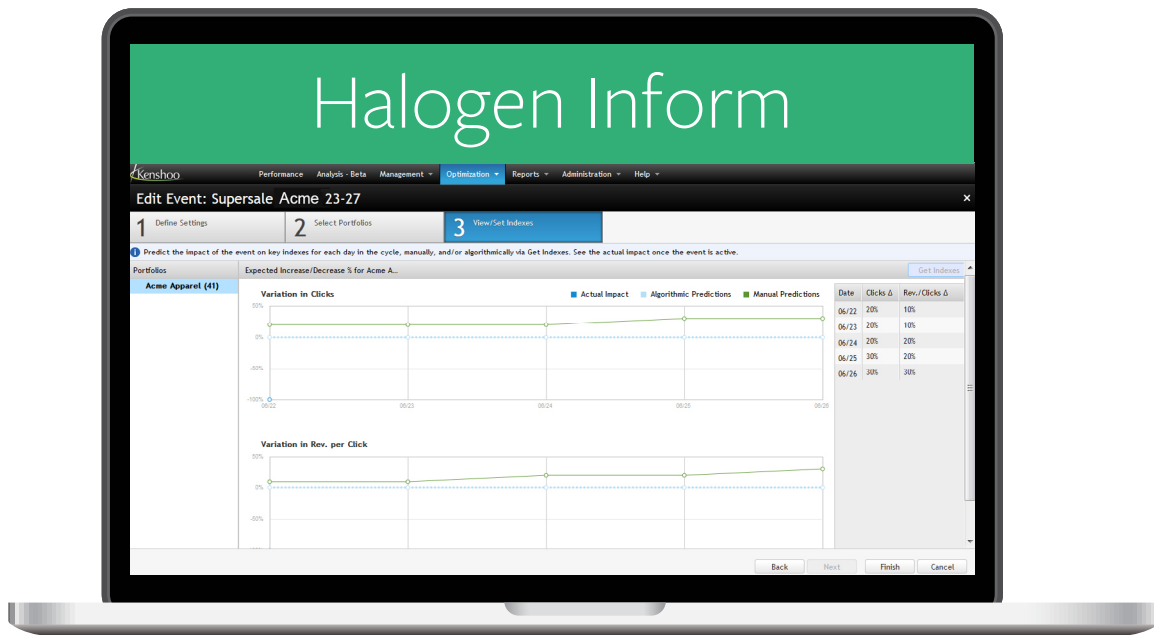 Halogen Inform
Kenshoo Performance Analysis - Beta Management Optimization Reports Administration Help
Edit Event: Supersale Acme 23-27 ×
1 Define Settings 2 Select Portfolios 3 View/Set Indexes
Predict the impact of the event on key indexes for each day in the cycle, manually, and/or algorithmically via Get Indexes. See the actual impact once the event is active.
Portfolios Expected Increase/Decrease % for Acme A... Get Indexes
Acme Apparel (41)
Variation in Clicks Actual Impact Algorithmic Predictions Manual Predictions
50%
0%
-50%
-100%
06/22 06/23 06/24 06/25 06/26
Date Clicks Δ Rev./Clicks Δ
06/22 20% 10%
06/23 20% 10%
06/24 20% 20%
06/25 30% 20%
06/26 30% 30%
Variation in Rev. per Click
50%
0%
-50%
Back Next Finish Cancel